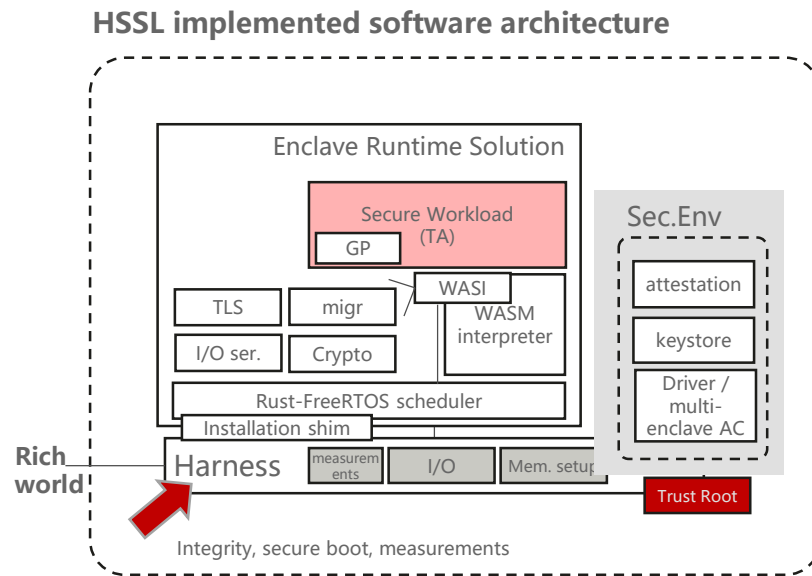 HSSL implemented software architecture
Enclave Runtime Solution
Secure Workload
(TA)
GP
WASI
TLS
migr
WASM
interpreter
I/O ser.
Crypto
Rust-FreeRTOS scheduler
Installation shim
Sec.Env
attestation
keystore
Driver /
multi-
enclave AC
Rich
world
Harness
measurem
ents
I/O
Mem. setup
Trust Root
Integrity, secure boot, measurements